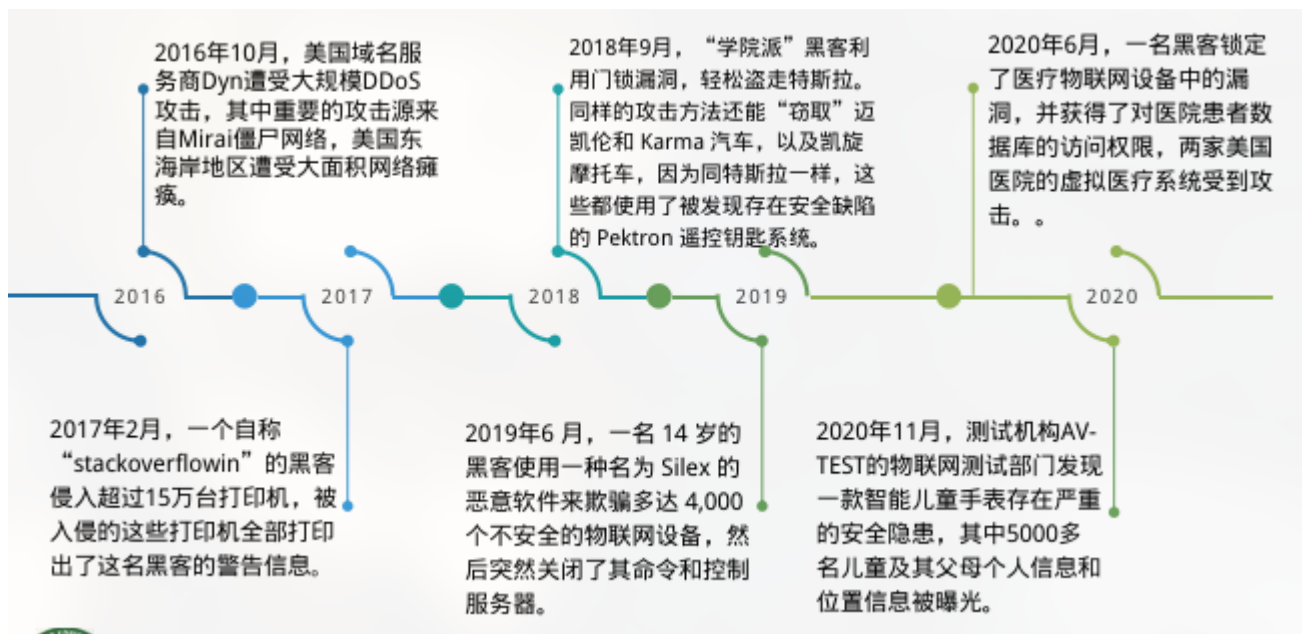 2016年10月，美国域名服
务商Dyn遭受大规模DDoS
攻击，其中重要的攻击源来
自Mirai僵尸网络，美国东
海岸地区遭受大面积网络瘫
痪。
2018年9月，“学院派”黑客利
用门锁漏洞，轻松盗走特斯拉。
同样的攻击方法还能“窃取”迈
凯伦和 Karma 汽车，以及凯旋
摩托车，因为同特斯拉一样，这
些都使用了被发现存在安全缺陷
的 Pektron 遥控钥匙系统。
2020年6月，一名黑客锁定
了医疗物联网设备中的漏
洞，并获得了对医院患者数
据库的访问权限，两家美国
医院的虚拟医疗系统受到攻
击。。
2016
2017
2018
2019
2020
2017年2月，一个自称
“stackoverflowin”的黑客
侵入超过15万台打印机，被
入侵的这些打印机全部打印
出了这名黑客的警告信息。
2019年6 月，一名 14 岁的
黑客使用一种名为 Silex 的
恶意软件来欺骗多达 4,000
个不安全的物联网设备，然
后突然关闭了其命令和控制
服务器。
2020年11月，测试机构AV-
TEST的物联网测试部门发现
一款智能儿童手表存在严重
的安全隐患，其中5000多
名儿童及其父母个人信息和
位置信息被曝光。